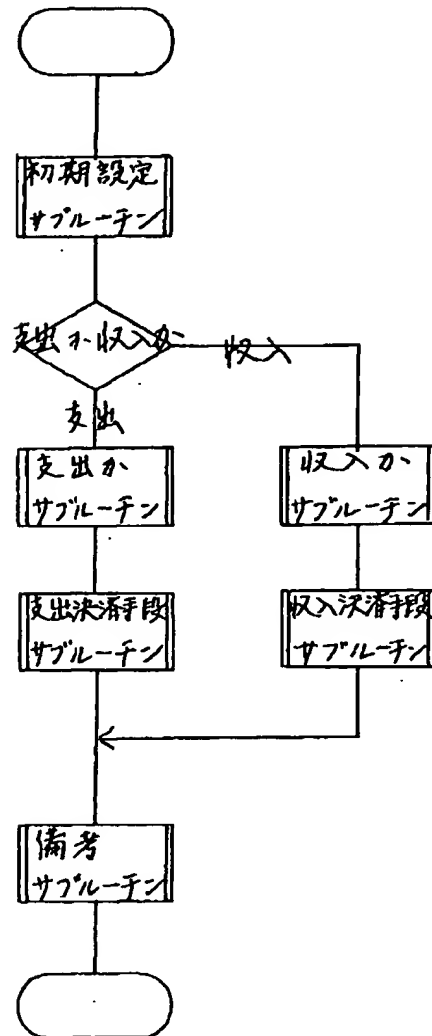 初期設定
サブルーチン
支出か収入か
収入
支出
支出か
サブルーチン
収入か
サブルーチン
支出決済手段
サブルーチン
収入決済手段
サブルーチン
備考
サブルーチン